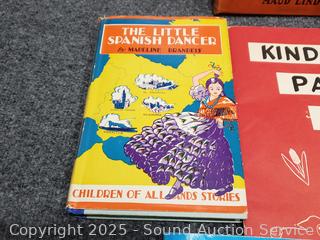 MAUD LIND
THE LITTLE
SPANISH DANCER
By MADELINE BRANDEIS
KIND
PA
CHILDREN OF ALL LANDS STORIES
Copyright 2025 - Sound Auction Service